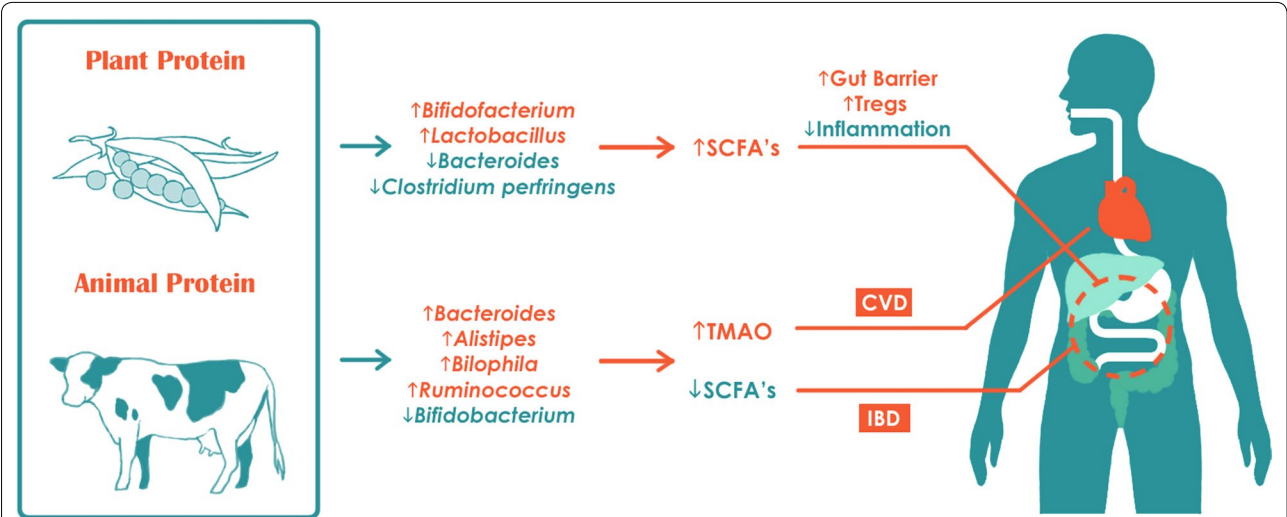 Plant Protein
↑Bifidofacterium
↑Lactobacillus
↓Bacteroides
↓Clostridium perfringens
↑SCFA's
↑Gut Barrier
↑Tregs
↓Inflammation
Animal Protein
↑Bacteroides
↑Alistipes
↑Bilophila
↑Ruminococcus
↓Bifidobacterium
↑TMAO
↓SCFA's
CVD
IBD